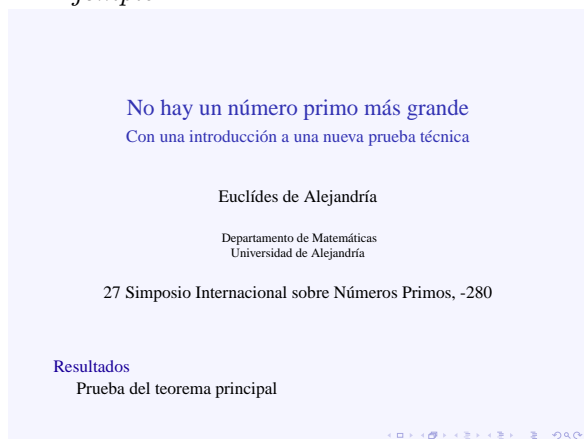 No hay un número primo más grande
Con una introducción a una nueva prueba técnica
Euclídes de Alejandría
Departamento de Matemáticas
Universidad de Alejandría
27 Simposio Internacional sobre Números Primos, -280
Resultados
Prueba del teorema principal